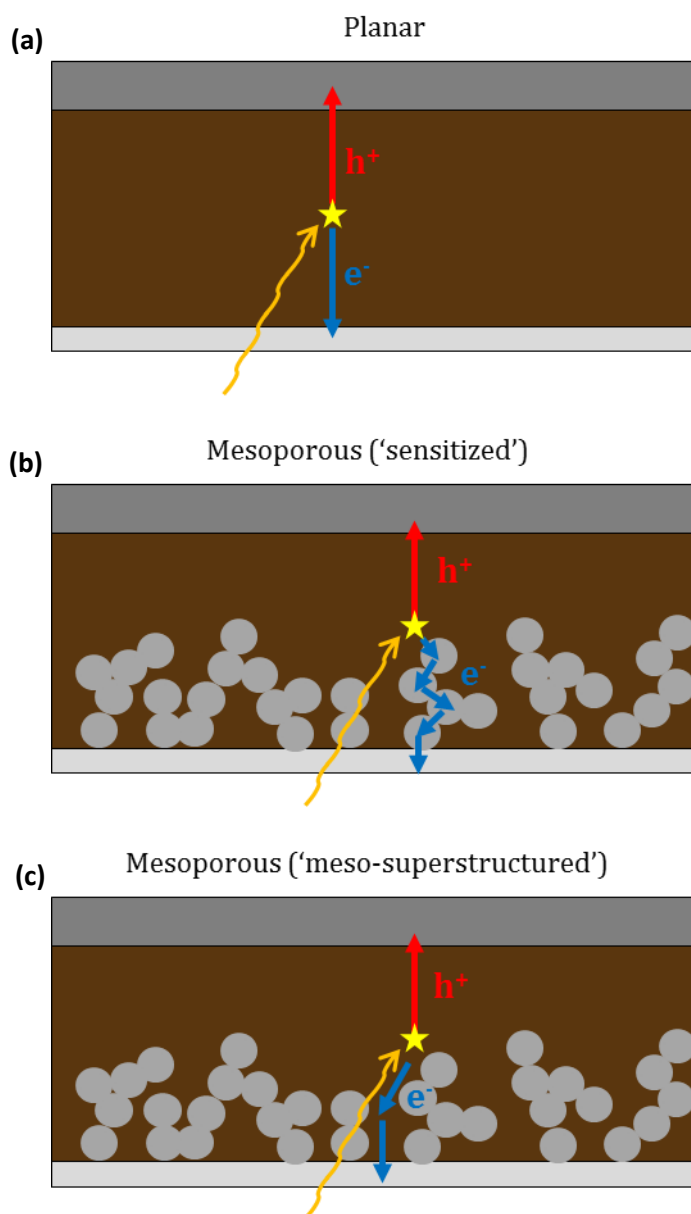 (a)
Planar
h+
e-
(b)
Mesoporous (‘sensitized’)
h+
e-
(c)
Mesoporous (‘meso-superstructured’)
h+
e-